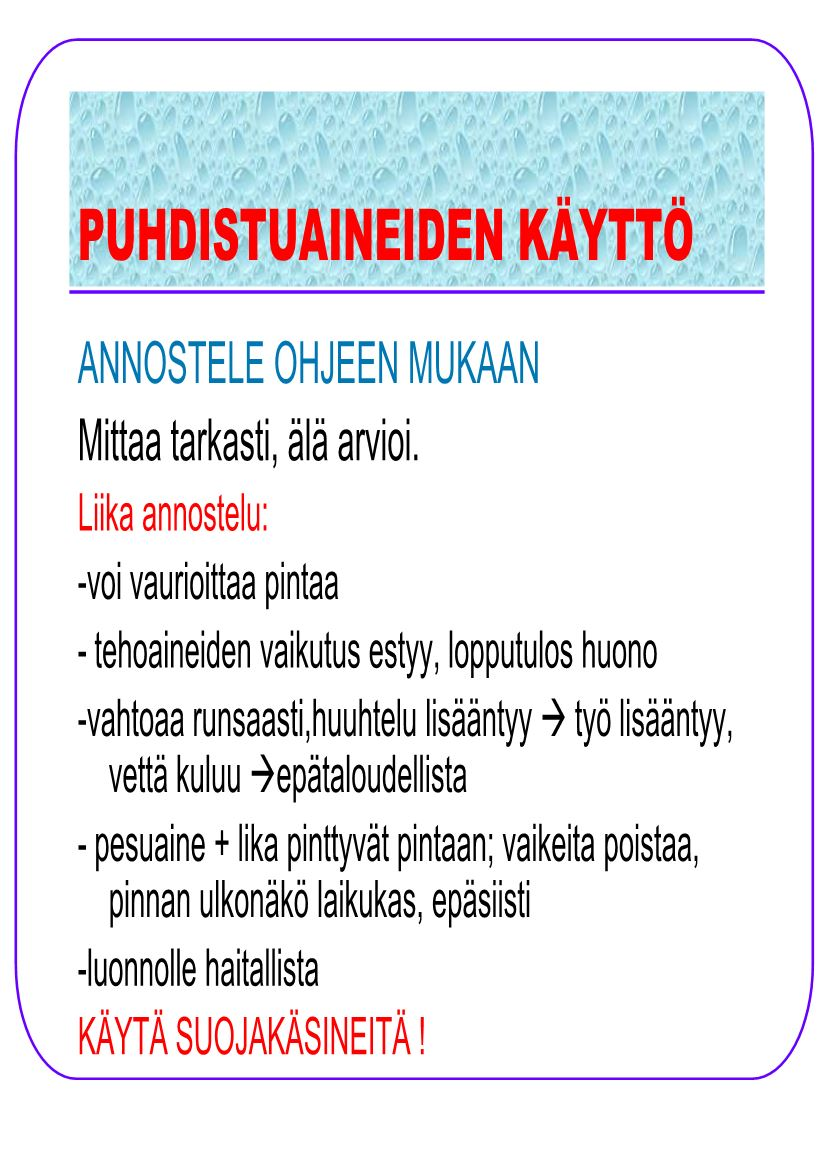 PUHDISTUAINEIDEN KÄYTTÖ
ANNOSTELE OHJEEN MUKAAN
Mittaa tarkasti, älä arvioi.
Liika annostelu:
-voi vaurioittaa pintaa
- tehoaineiden vaikutus estyy, lopputulos huono
-vahtoaa runsaasti,huuhtelu lisääntyy → työ lisääntyy,
vettä kuluu →epätaloudellista
- pesuaine + lika pinttyvät pintaan; vaikeita poistaa,
pinnan ulkonäkö laikukas, epäsiisti
-luonnolle haitallista
KÄYTÄ SUOJAKÄSINEITÄ !